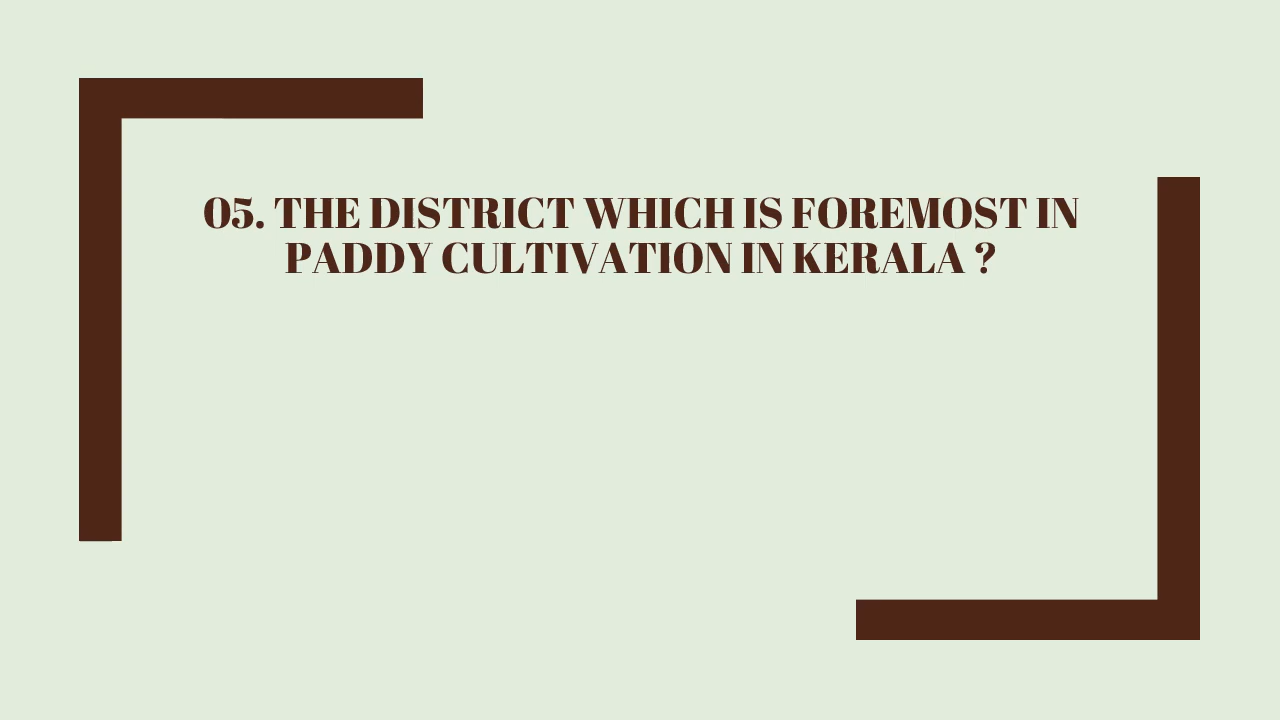 05. THE DISTRICT WHICH IS FOREMOST IN
PADDY CULTIVATION IN KERALA ?